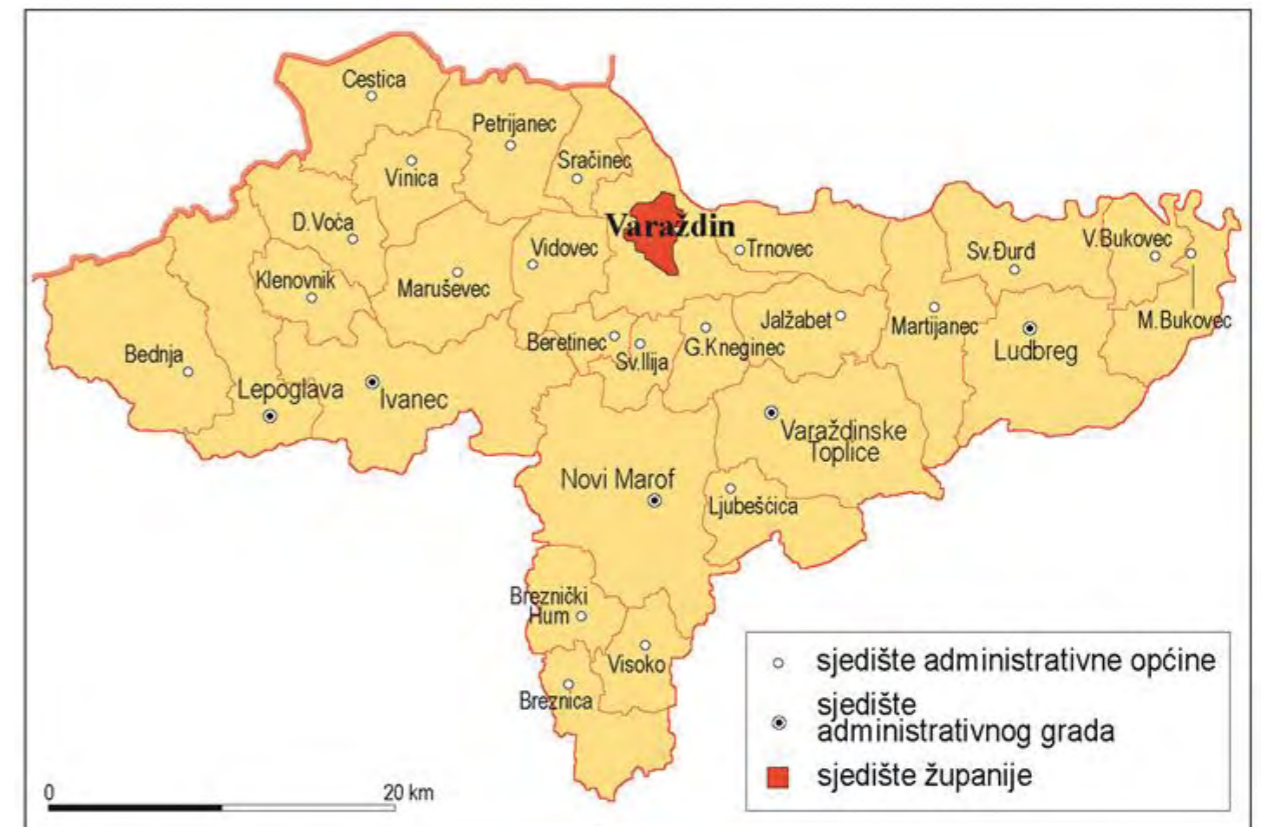 Cestica
Petrijanec
Sračinec
Vinica
Varaždin
D.Voća
Vidovec
Trnovec
V.Bukovec
Sv.Đurđ
Klenovnik
Maruševec
M.Bukovec
Jalžabet
Martijanec
Beretinec
G.Kneginec
Ludbreg
Bednja
Sv.Ilija
Lepoglava
Ivanec
Varaždinske
Toplice
Novi Marof
Ljubešćica
Breznički
Hum
Visoko
Breznica
sjedište administrativne općine
sjedište
administrativnog grada
sjedište županije
0 20 km